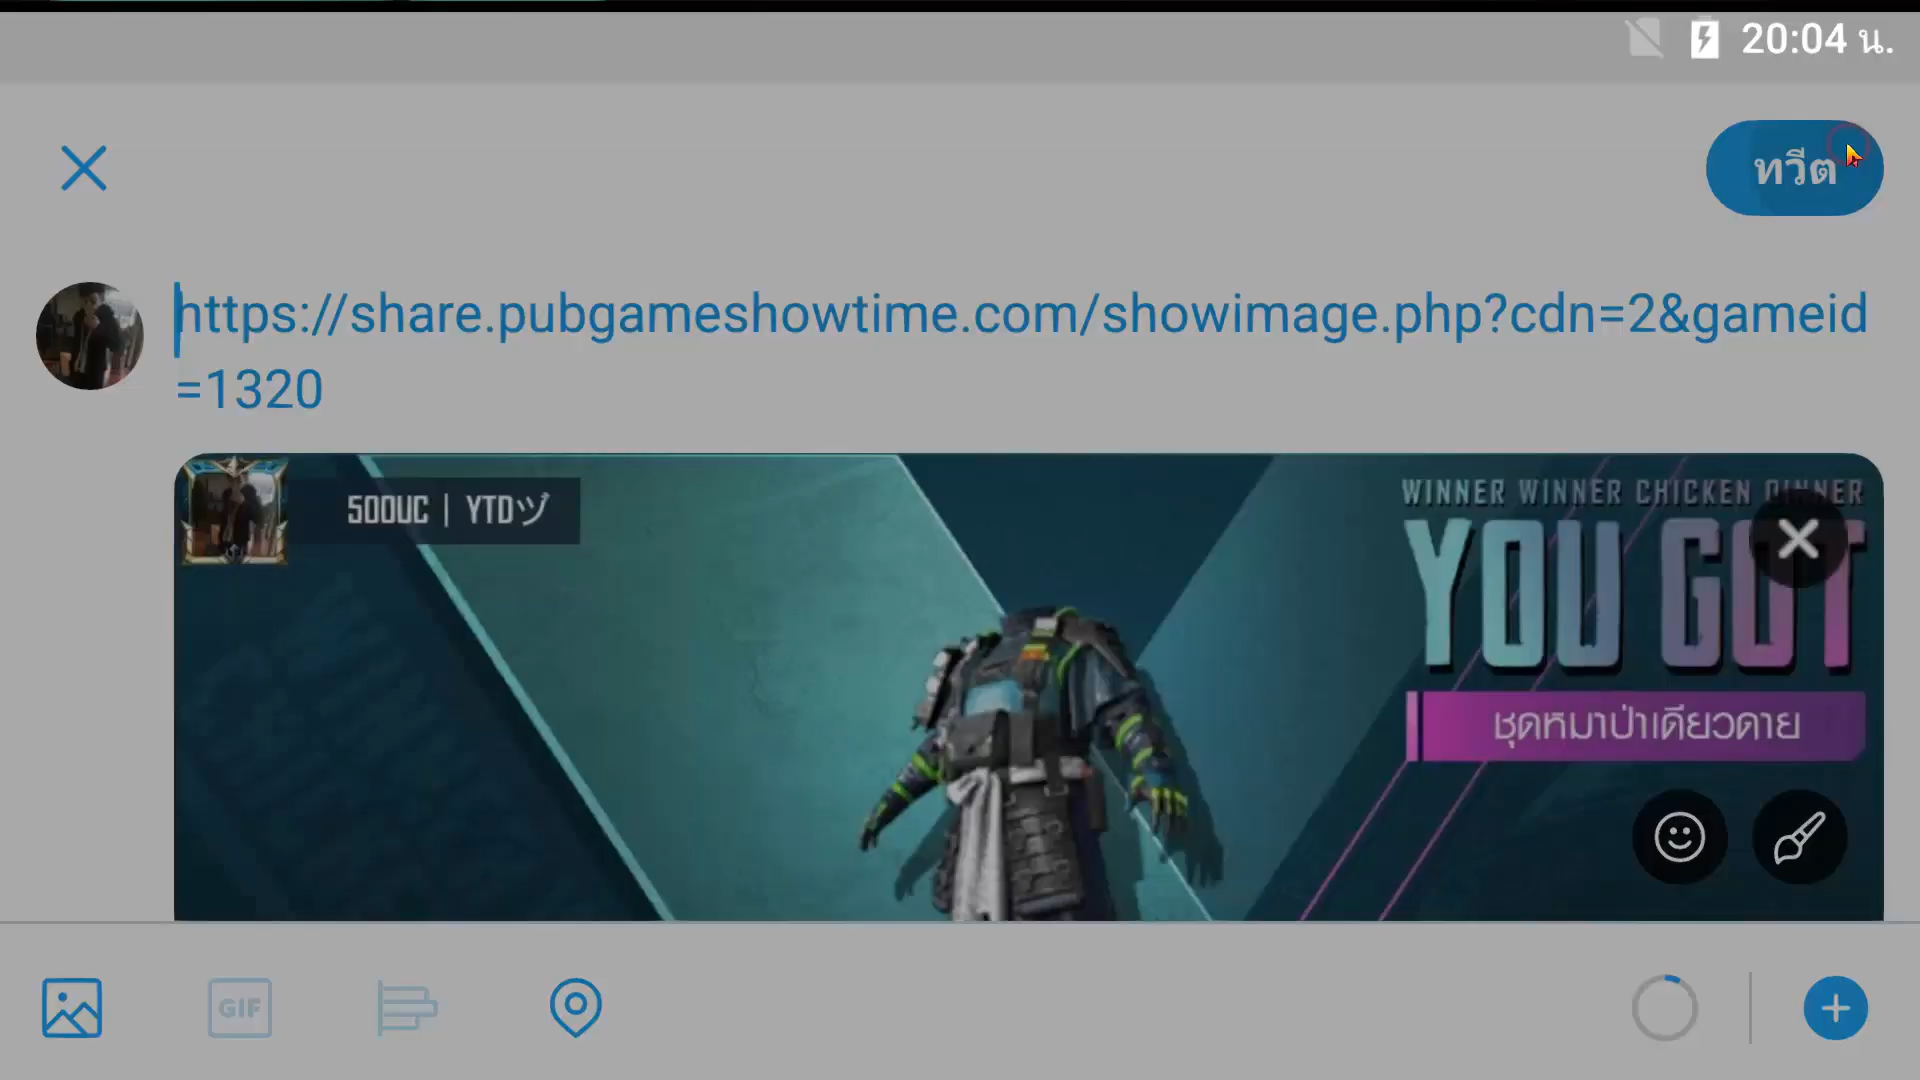 20:04 น.
ทวีต
https://share.pubgameshowtime.com/showimage.php?cdn=2&gameid
=1320
500UC | YTDヅ
WINNER WINNER CHICKEN DINNER
YOU GOT
ชุดหมาป่าเดียวดาย
GIF